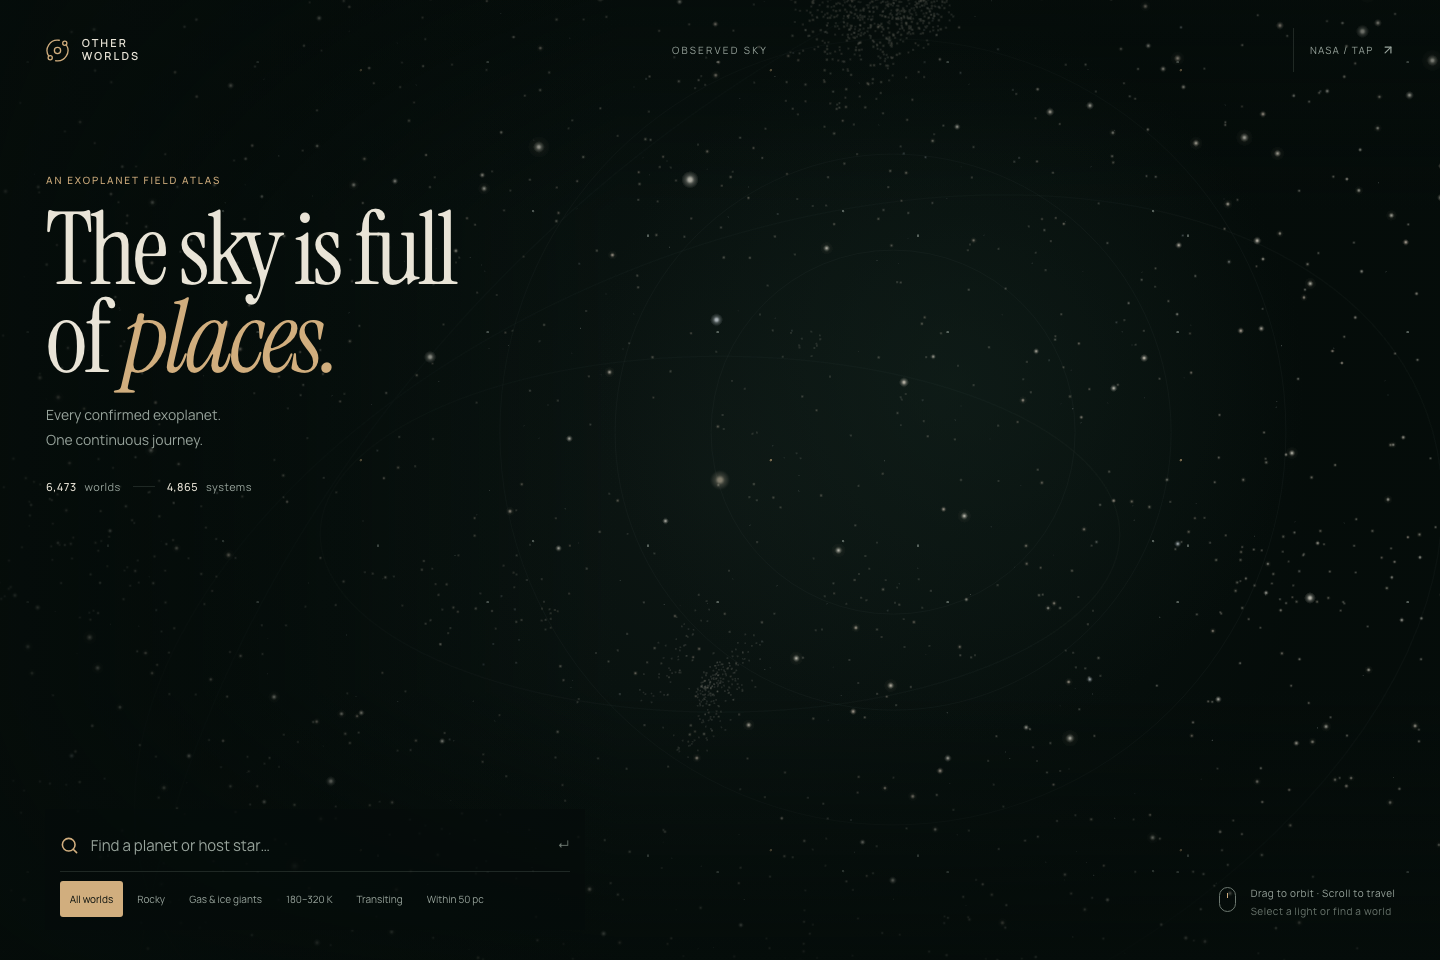 OTHER
WORLDS
OBSERVED SKY
NASA / TAP
AN EXOPLANET FIELD ATLAS
The sky is full
of places.
Every confirmed exoplanet.
One continuous journey.
6,473 worlds 4,865 systems
Find a planet or host star...
All worlds Rocky Gas & ice giants 180–320 K Transiting Within 50 pc
Drag to orbit · Scroll to travel
Select a light or find a world